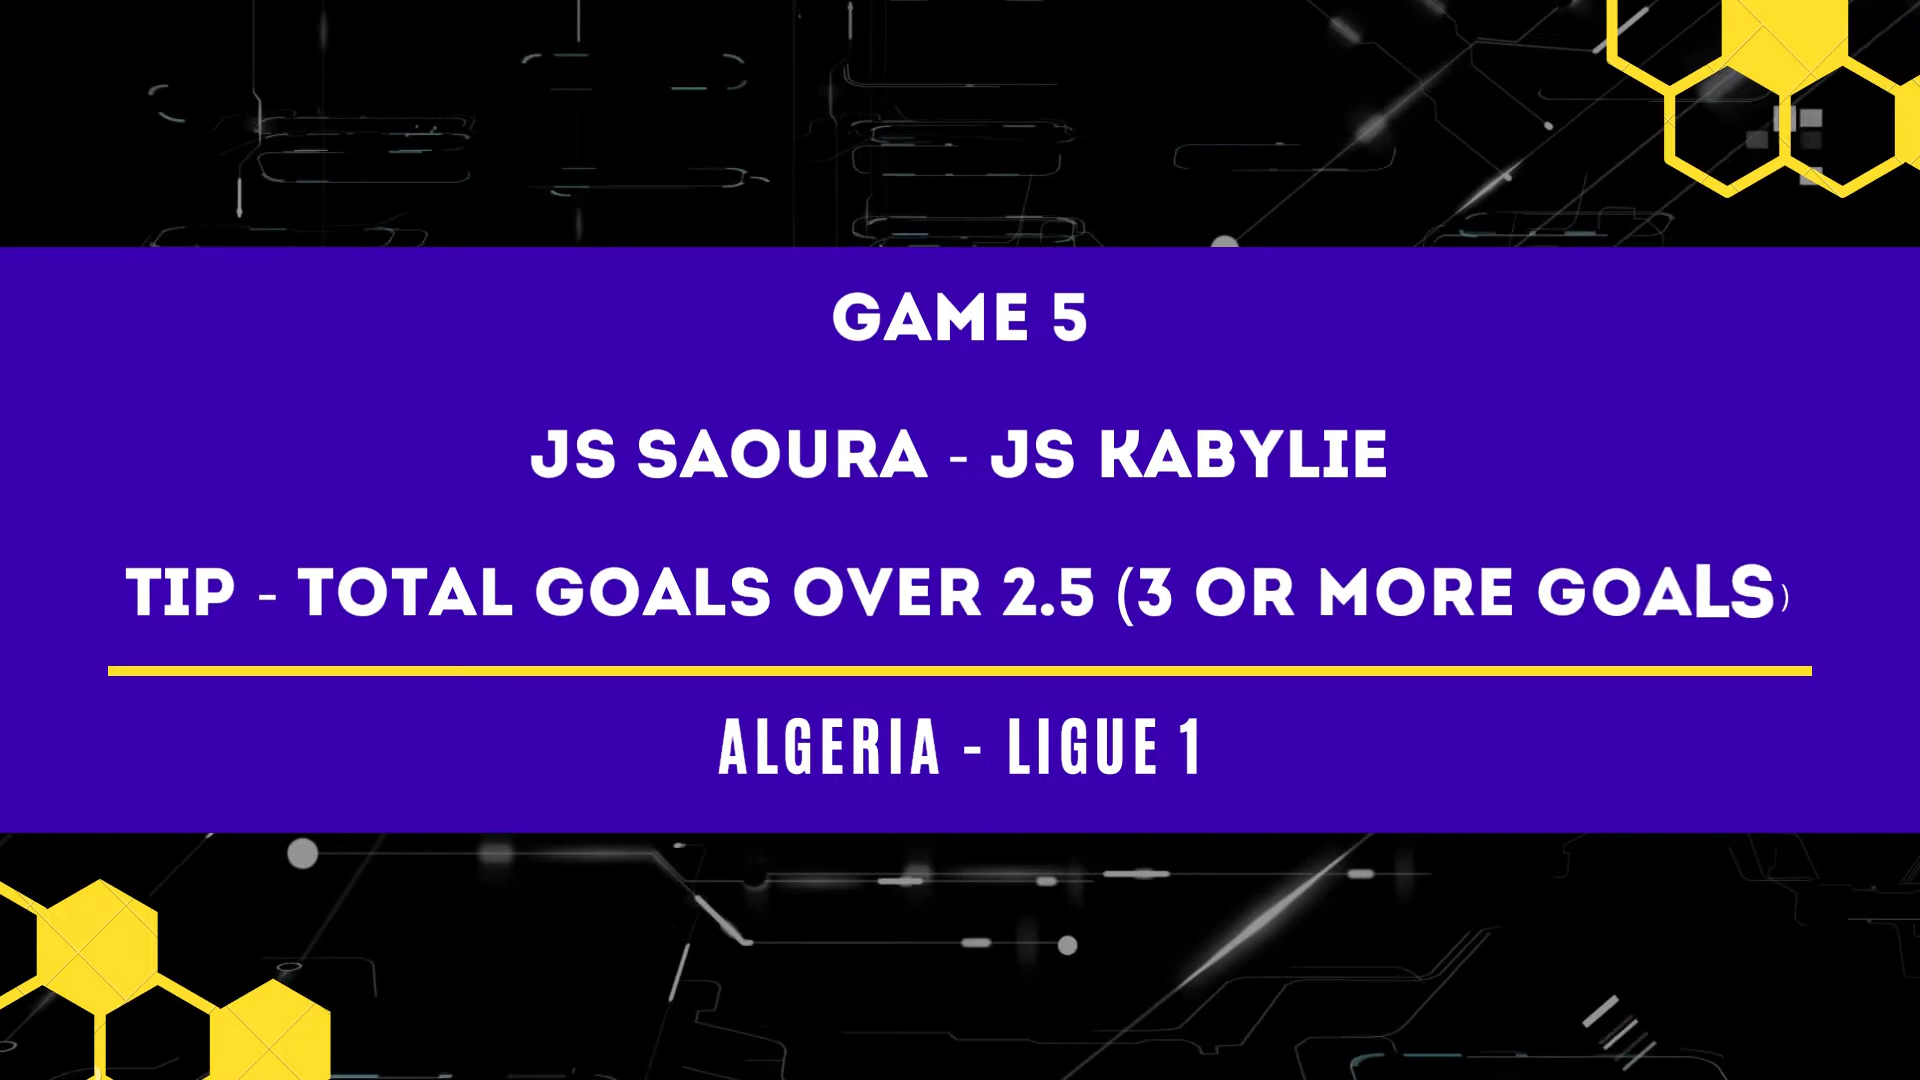 GAME 5
JS SAOURA - JS KABYLIE
TIP - TOTAL GOALS OVER 2.5 (3 OR MORE GOALS)
ALGERIA - LIGUE 1